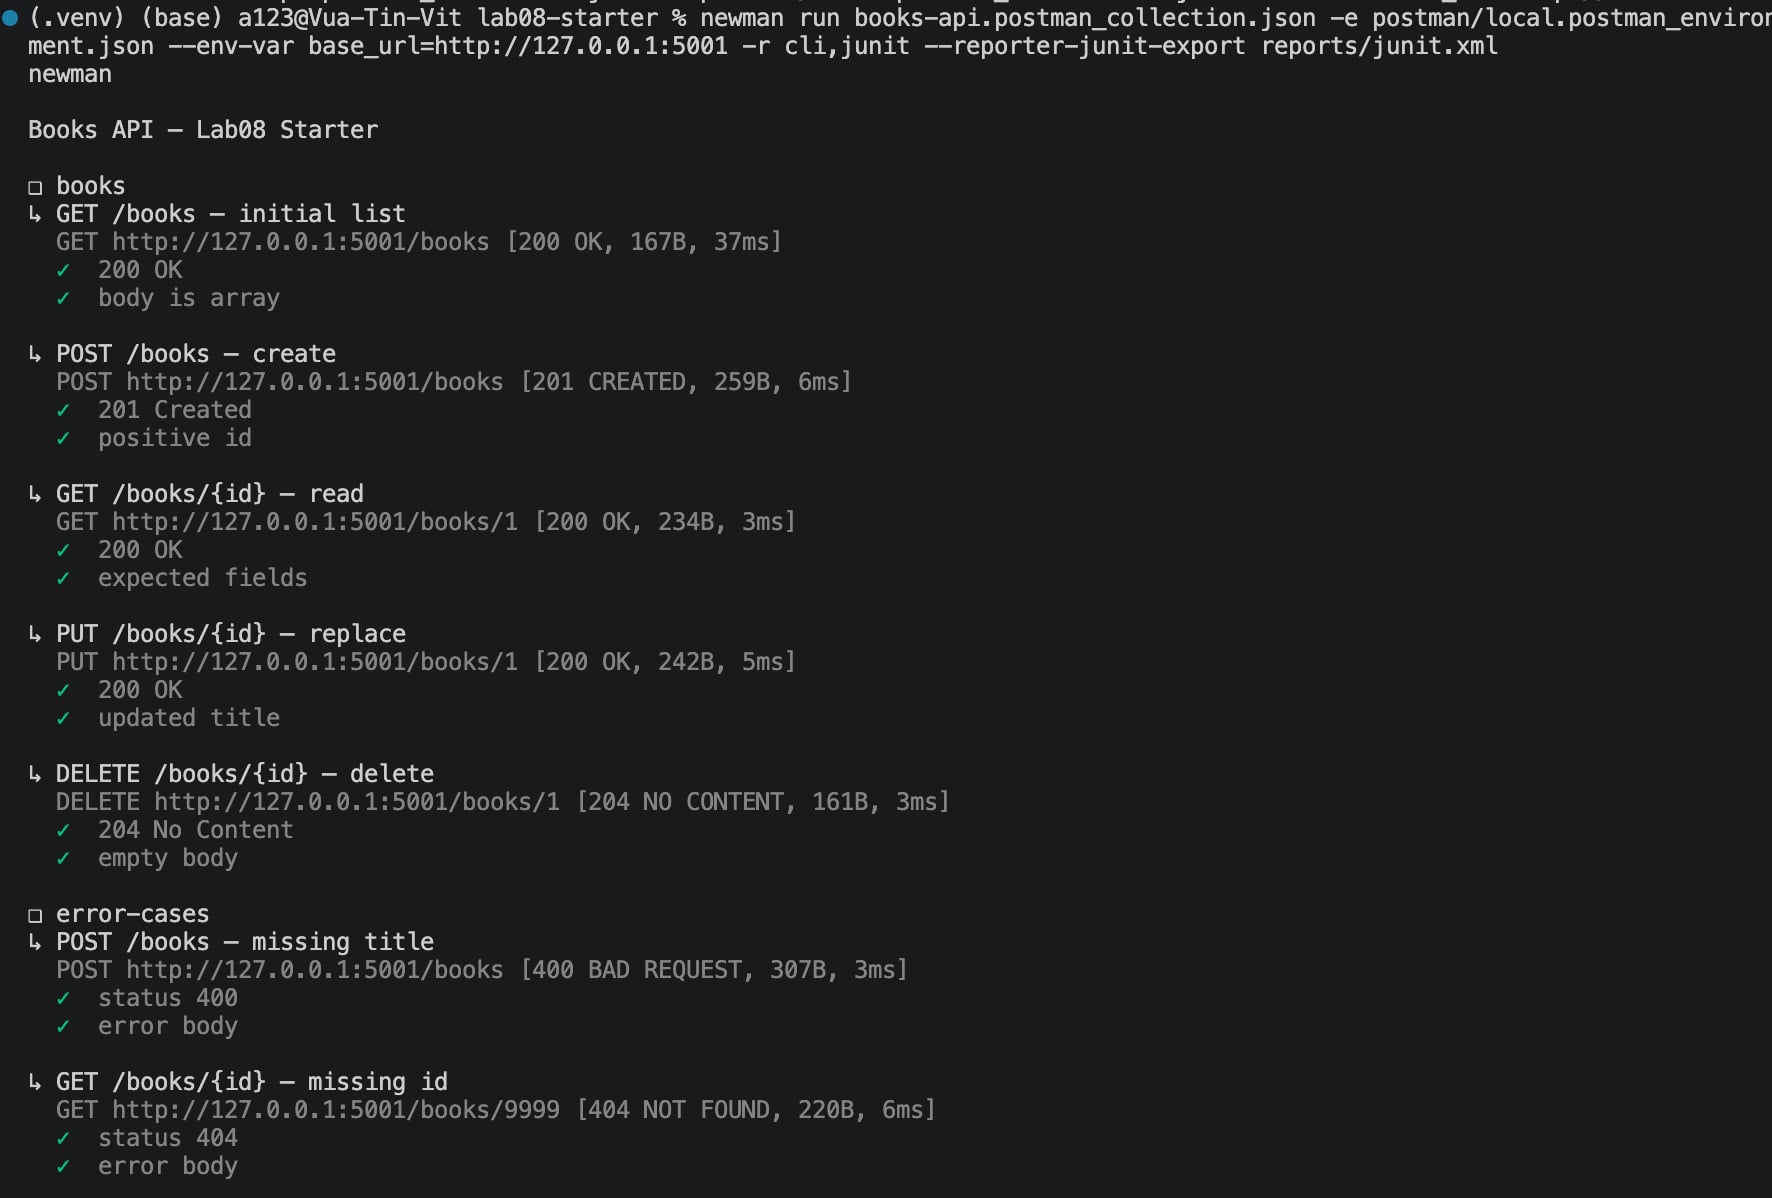 (.venv) (base) a123@Vua-Tin-Vit lab08-starter % newman run books-api.postman_collection.json -e postman/local.postman_environ
ment.json --env-var base_url=http://127.0.0.1:5001 -r cli,junit --reporter-junit-export reports/junit.xml
newman
Books API – Lab08 Starter
❏ books
↳ GET /books – initial list
GET http://127.0.0.1:5001/books [200 OK, 167B, 37ms]
✓ 200 OK
✓ body is array
↳ POST /books – create
POST http://127.0.0.1:5001/books [201 CREATED, 259B, 6ms]
✓ 201 Created
✓ positive id
↳ GET /books/{id} – read
GET http://127.0.0.1:5001/books/1 [200 OK, 234B, 3ms]
✓ 200 OK
✓ expected fields
↳ PUT /books/{id} – replace
PUT http://127.0.0.1:5001/books/1 [200 OK, 242B, 5ms]
✓ 200 OK
✓ updated title
↳ DELETE /books/{id} – delete
DELETE http://127.0.0.1:5001/books/1 [204 NO CONTENT, 161B, 3ms]
✓ 204 No Content
✓ empty body
❏ error-cases
↳ POST /books – missing title
POST http://127.0.0.1:5001/books [400 BAD REQUEST, 307B, 3ms]
✓ status 400
✓ error body
↳ GET /books/{id} – missing id
GET http://127.0.0.1:5001/books/9999 [404 NOT FOUND, 220B, 6ms]
✓ status 404
✓ error body